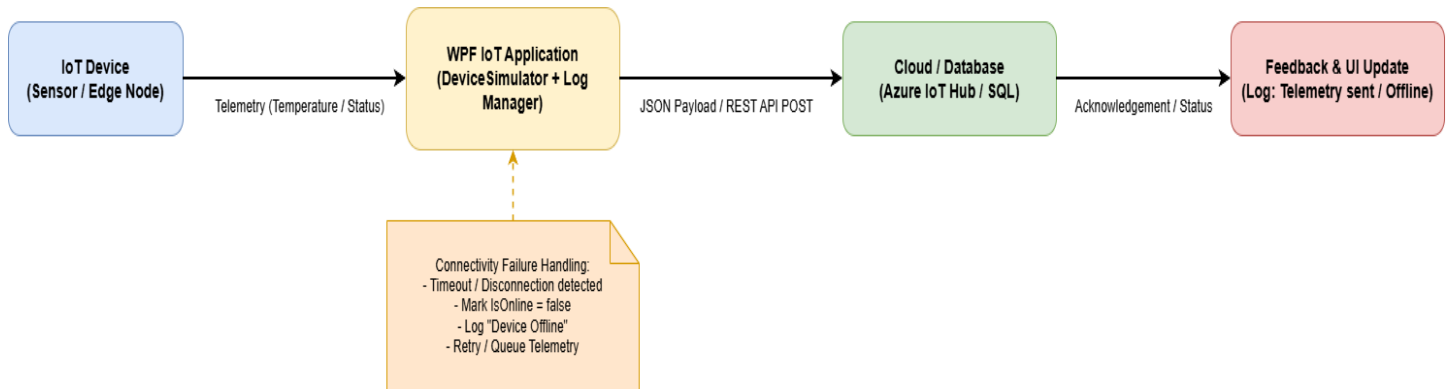 IoT Device
(Sensor / Edge Node)
Telemetry (Temperature / Status)
WPF IoT Application
(DeviceSimulator + Log
Manager)
JSON Payload / REST API POST
Cloud / Database
(Azure IoT Hub / SQL)
Acknowledgement / Status
Feedback & UI Update
(Log: Telemetry sent / Offline)
Connectivity Failure Handling:
- Timeout / Disconnection detected
- Mark IsOnline = false
- Log "Device Offline"
- Retry / Queue Telemetry